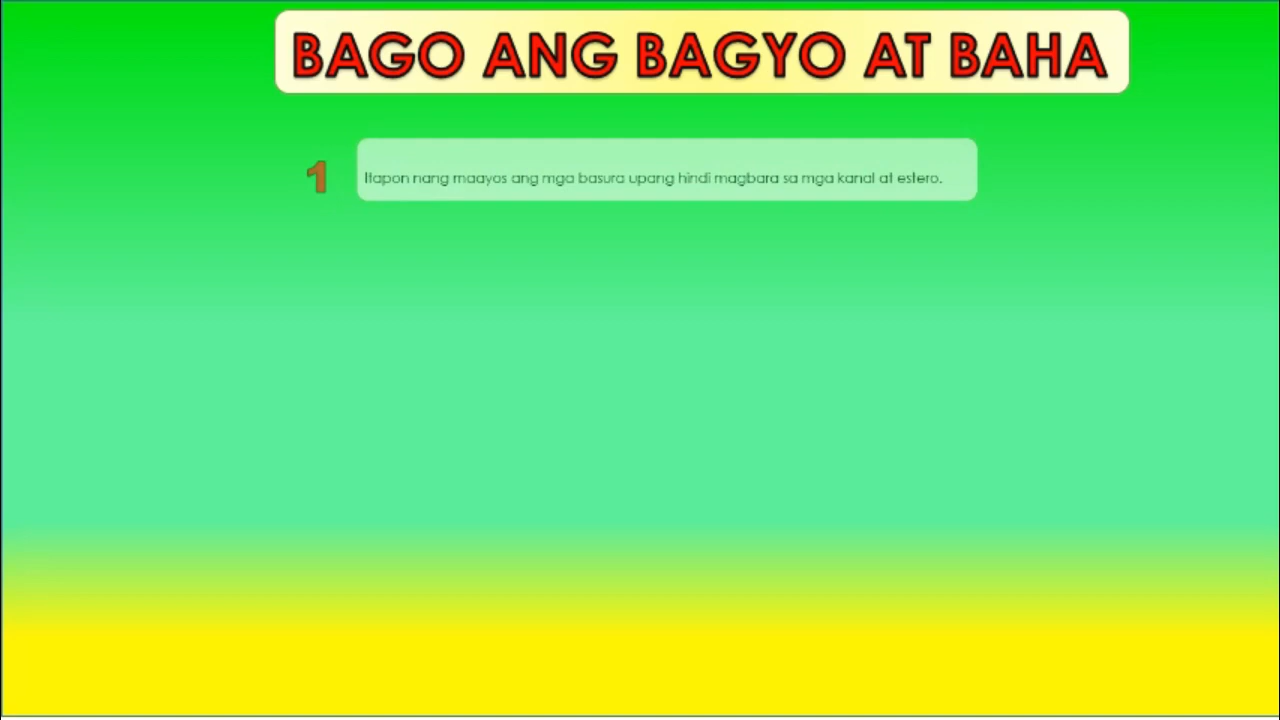 BAGO ANG BAGYO AT BAHA
1
Itapon nang maayos ang mga basura upang hindi magbara sa mga kanal at estero.